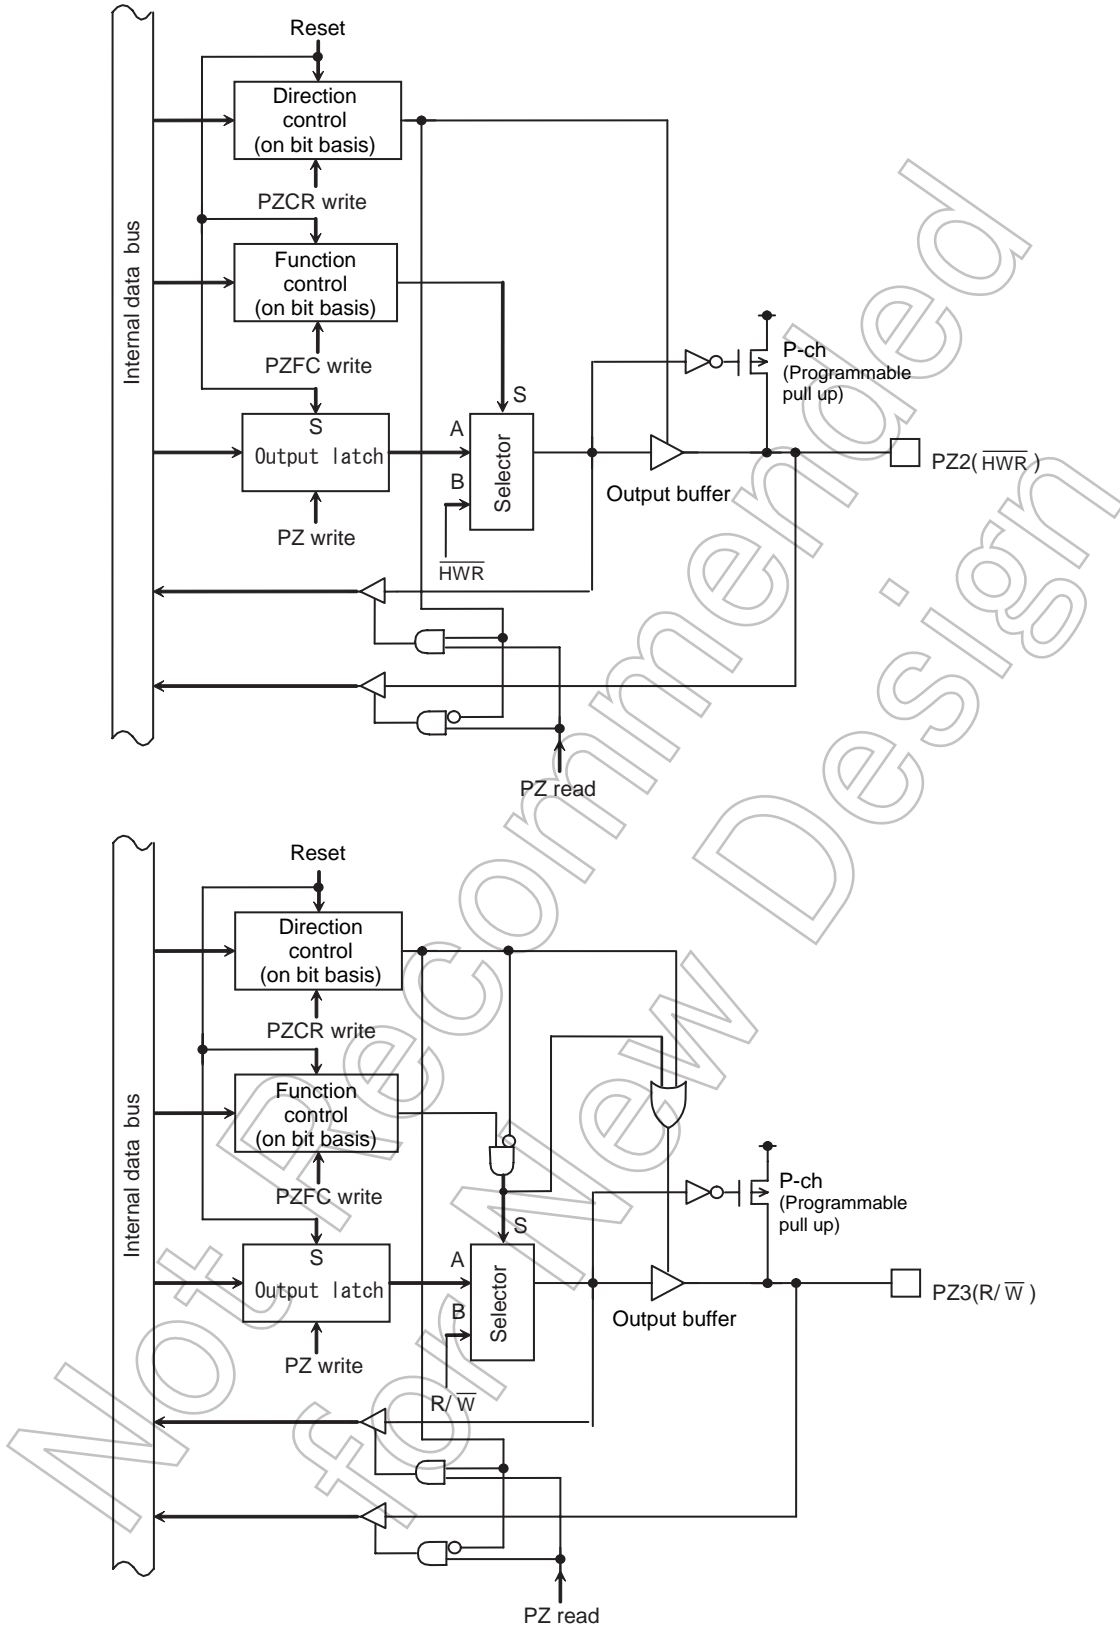 Reset
Direction
control
(on bit basis)
PZCR write
Function
control
(on bit basis)
PZFC write
Internal data bus
S
Output latch
PZ write
A
B
S
Selector
H̅W̅R̅
P-ch
(Programmable
pull up)
Output buffer
PZ2(H̅W̅R̅)
PZ read
Reset
Direction
control
(on bit basis)
PZCR write
Function
control
(on bit basis)
PZFC write
Internal data bus
S
Output latch
PZ write
A
B
S
Selector
R/W̅
P-ch
(Programmable
pull up)
Output buffer
PZ3(R/W̅)
PZ read
Not Recommended
for New Design